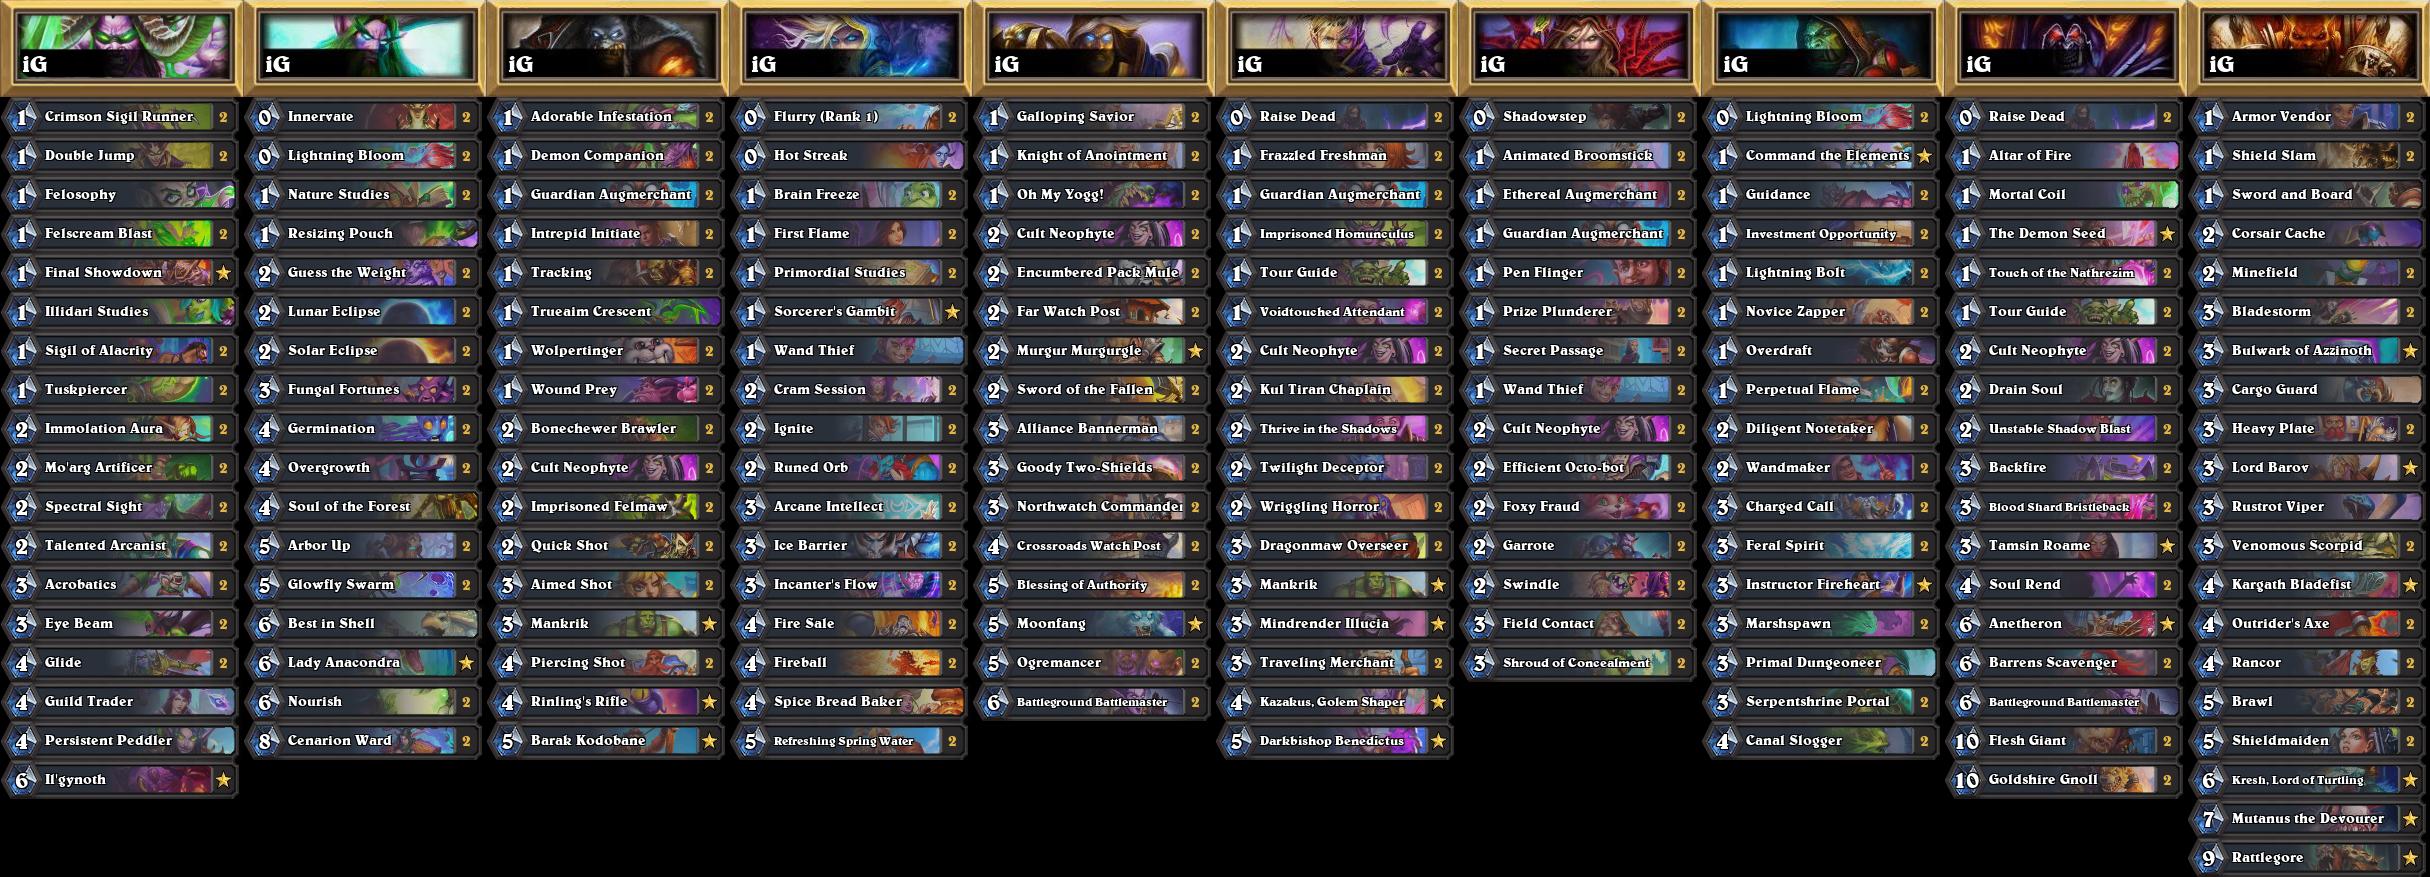 iG
1 Crimson Sigil Runner 2
1 Double Jump 2
1 Felosophy
1 Felscream Blast 2
1 Final Showdown
1 Illidari Studies
1 Sigil of Alacrity 2
1 Tuskpiercer 2
2 Immolation Aura 2
2 Mo'arg Artificer 2
2 Spectral Sight 2
2 Talented Arcanist 2
3 Acrobatics 2
3 Eye Beam 2
4 Glide 2
4 Guild Trader
4 Persistent Peddler
6 Il'gynoth
iG
0 Innervate 2
0 Lightning Bloom 2
1 Nature Studies 2
1 Resizing Pouch
2 Guess the Weight 2
2 Lunar Eclipse 2
2 Solar Eclipse 2
3 Fungal Fortunes 2
4 Germination 2
4 Overgrowth 2
4 Soul of the Forest
5 Arbor Up 2
5 Glowfly Swarm 2
6 Best in Shell 2
6 Lady Anacondra
6 Nourish 2
8 Cenarion Ward 2
iG
1 Adorable Infestation 2
1 Demon Companion 2
1 Guardian Augmerchant 2
1 Intrepid Initiate 2
1 Tracking 2
1 Trueaim Crescent
1 Wolpertinger 2
1 Wound Prey 2
2 Bonechewer Brawler 2
2 Cult Neophyte 2
2 Imprisoned Felmaw 2
2 Quick Shot 2
3 Aimed Shot 2
3 Mankrik
4 Piercing Shot 2
4 Rinling's Rifle
5 Barak Kodobane
iG
0 Flurry (Rank 1) 2
0 Hot Streak
1 Brain Freeze 2
1 First Flame 2
1 Primordial Studies 2
1 Sorcerer's Gambit
1 Wand Thief
2 Cram Session 2
2 Ignite 2
2 Runed Orb 2
3 Arcane Intellect 2
3 Ice Barrier 2
3 Incanter's Flow 2
4 Fire Sale 2
4 Fireball 2
4 Spice Bread Baker
5 Refreshing Spring Water 2
iG
1 Galloping Savior 2
1 Knight of Anointment 2
1 Oh My Yogg! 2
2 Cult Neophyte 2
2 Encumbered Pack Mule 2
2 Far Watch Post 2
2 Murgur Murgurgle
2 Sword of the Fallen 2
3 Alliance Bannerman 2
3 Goody Two-Shields 2
3 Northwatch Commander 2
4 Crossroads Watch Post 2
5 Blessing of Authority 2
5 Moonfang
5 Ogremancer 2
6 Battleground Battlemaster 2
iG
0 Raise Dead 2
1 Frazzled Freshman 2
1 Guardian Augmerchant 2
1 Imprisoned Homunculus 2
1 Tour Guide 2
1 Voidtouched Attendant 2
2 Cult Neophyte 2
2 Kul Tiran Chaplain 2
2 Thrive in the Shadows 2
2 Twilight Deceptor 2
2 Wriggling Horror 2
3 Dragonmaw Overseer 2
3 Mankrik
3 Mindrender Illucia
3 Traveling Merchant 2
4 Kazakus, Golem Shaper
5 Darkbishop Benedictus
iG
0 Shadowstep 2
1 Animated Broomstick 2
1 Ethereal Augmerchant 2
1 Guardian Augmerchant 2
1 Pen Flinger 2
1 Prize Plunderer 2
1 Secret Passage 2
1 Wand Thief 2
2 Cult Neophyte 2
2 Efficient Octo-bot 2
2 Foxy Fraud 2
2 Garrote 2
2 Swindle 2
3 Field Contact 2
3 Shroud of Concealment 2
iG
0 Lightning Bloom 2
1 Command the Elements
1 Guidance 2
1 Investment Opportunity 2
1 Lightning Bolt 2
1 Novice Zapper 2
1 Overdraft
1 Perpetual Flame 2
2 Diligent Notetaker 2
2 Wandmaker 2
3 Charged Call 2
3 Feral Spirit 2
3 Instructor Fireheart
3 Marshspawn 2
3 Primal Dungeoneer
3 Serpentshrine Portal 2
4 Canal Slogger 2
iG
0 Raise Dead 2
1 Altar of Fire
1 Mortal Coil
1 The Demon Seed
1 Touch of the Nathrezim 2
1 Tour Guide 2
2 Cult Neophyte 2
2 Drain Soul 2
2 Unstable Shadow Blast 2
3 Backfire 2
3 Blood Shard Bristleback 2
3 Tamsin Roame
4 Soul Rend 2
6 Anetheron
6 Barrens Scavenger 2
6 Battleground Battlemaster
10 Flesh Giant 2
10 Goldshire Gnoll 2
iG
1 Armor Vendor 2
1 Shield Slam 2
1 Sword and Board
2 Corsair Cache
2 Minefield 2
3 Bladestorm 2
3 Bulwark of Azzinoth
3 Cargo Guard
3 Heavy Plate 2
3 Lord Barov
3 Rustrot Viper
3 Venomous Scorpid 2
4 Kargath Bladefist
4 Outrider's Axe 2
4 Rancor 2
5 Brawl 2
5 Shieldmaiden 2
6 Kresh, Lord of Turtling
7 Mutanus the Devourer
9 Rattlegore